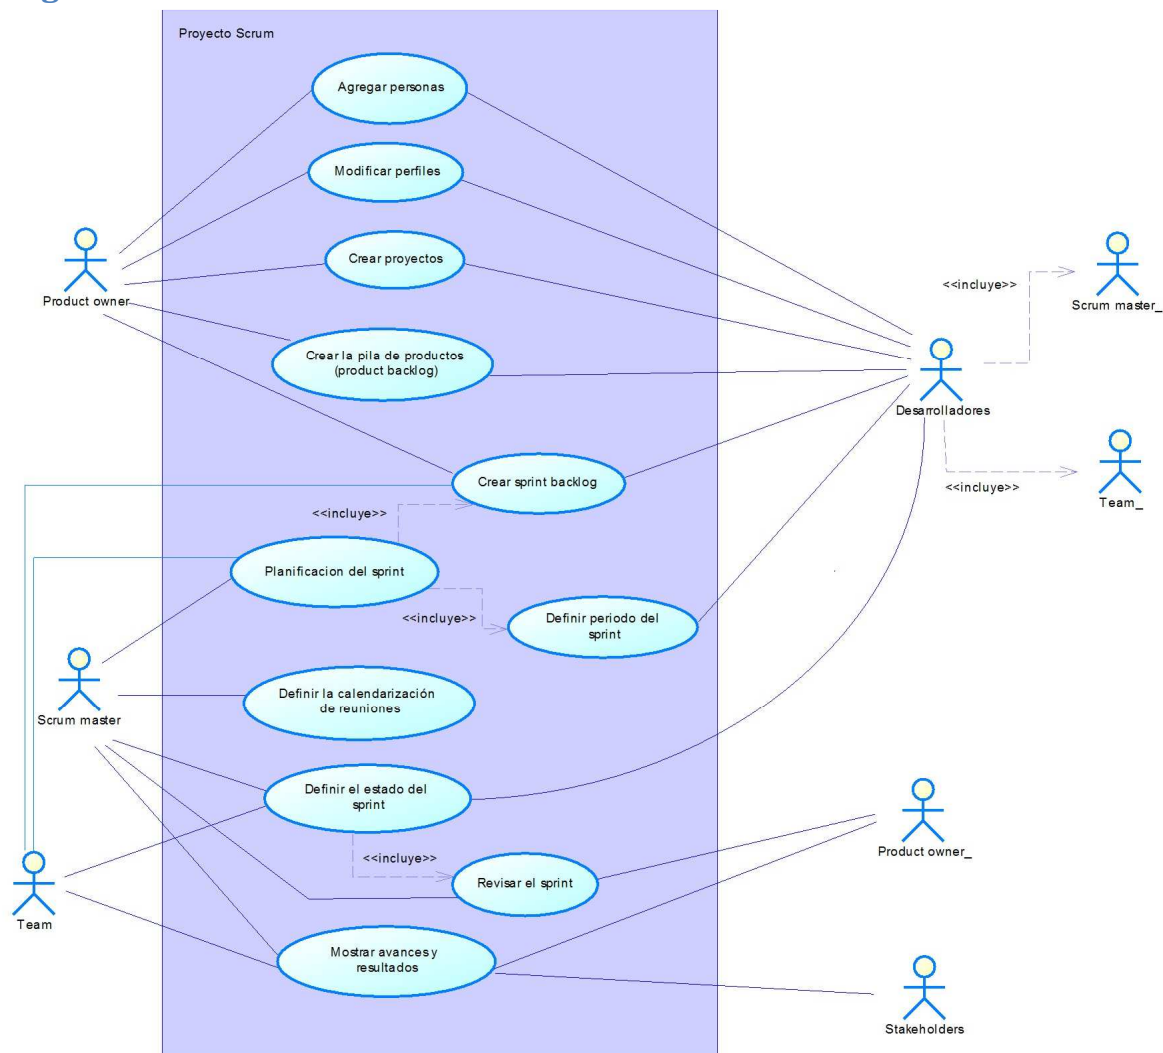 Proyecto Scrum
Agregar personas
Modificar perfiles
Crear proyectos
Product owner
<<incluye>>
Scrum master_
Crear la pila de productos
(product backlog)
Desarrolladores
Crear sprint backlog
<<incluye>>
Team_
<<incluye>>
Planificacion del sprint
<<incluye>>
Definir periodo del
sprint
Definir la calendarización
de reuniones
Scrum master
Definir el estado del
sprint
Product owner_
<<incluye>>
Revisar el sprint
Team
Mostrar avances y
resultados
Stakeholders